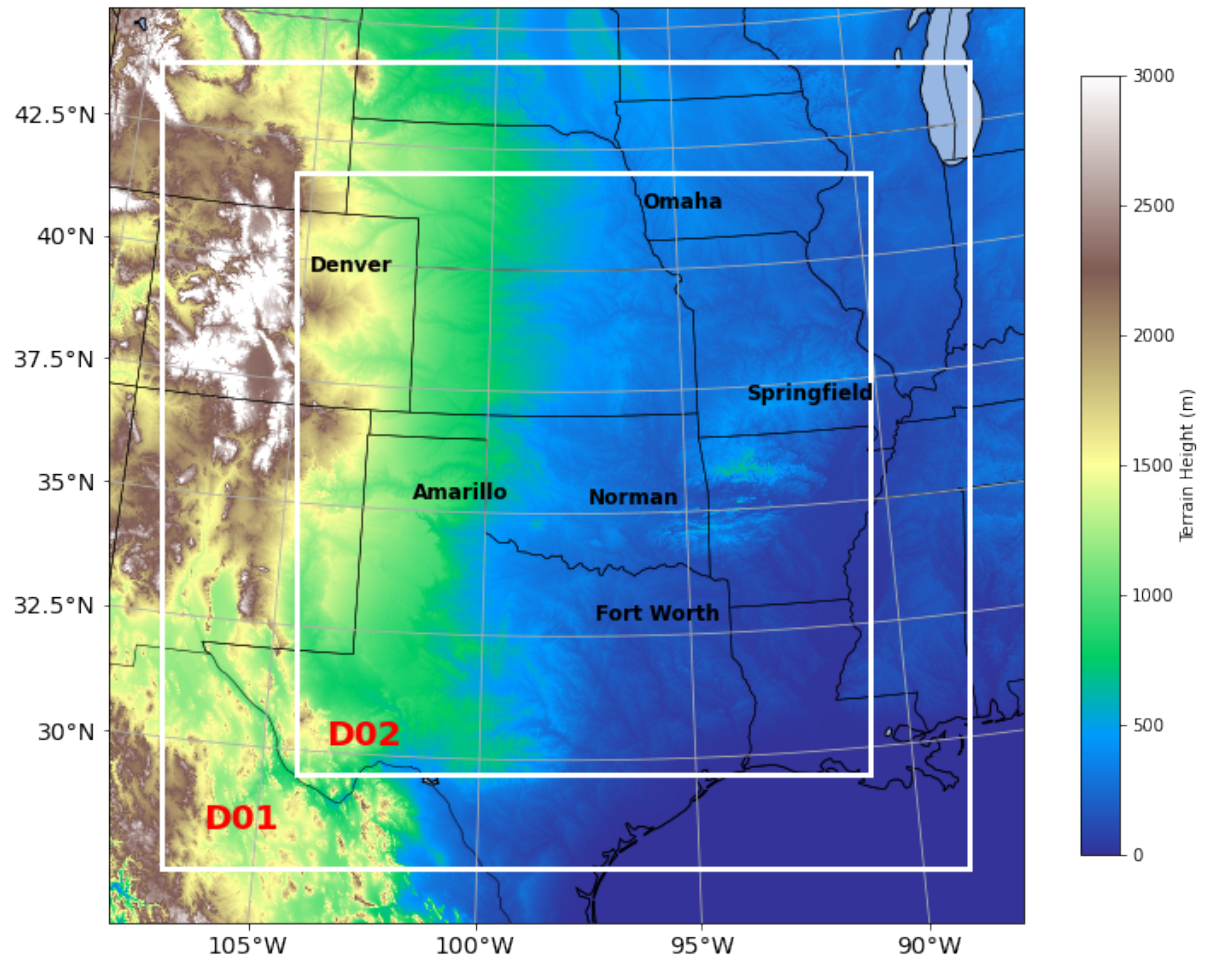 42.5°N
40°N
37.5°N
35°N
32.5°N
30°N
Omaha
Denver
Springfield
Amarillo
Norman
Fort Worth
D02
D01
105°W
100°W
95°W
90°W
3000
2500
2000
1500
1000
500
0
Terrain Height (m)